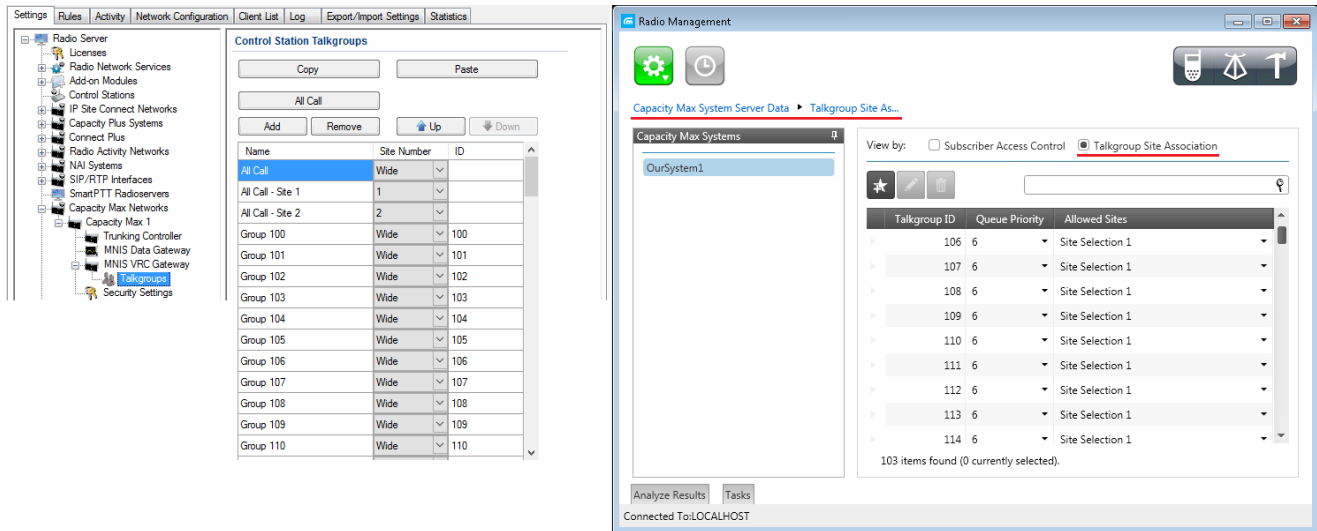 Settings Rules Activity Network Configuration Client List Log Export/Import Settings Statistics
Radio Server
Licenses
Radio Network Services
Add-on Modules
Control Stations
IP Site Connect Networks
Capacity Plus Systems
Connect Plus
Radio Activity Networks
NAI Systems
SIP/RTP Interfaces
SmartPTT Radioservers
Capacity Max Networks
Capacity Max 1
Trunking Controller
MNIS Data Gateway
MNIS VRC Gateway
Talkgroups
Security Settings
Control Station Talkgroups
Copy Paste
All Call
Add Remove Up Down
Name Site Number ID
All Call Wide
All Call - Site 1 1
All Call - Site 2 2
Group 100 Wide 100
Group 101 Wide 101
Group 102 Wide 102
Group 103 Wide 103
Group 104 Wide 104
Group 105 Wide 105
Group 106 Wide 106
Group 107 Wide 107
Group 108 Wide 108
Group 109 Wide 109
Group 110 Wide 110
Radio Management
Capacity Max System Server Data Talkgroup Site As...
Capacity Max Systems
OurSystem1
View by: Subscriber Access Control Talkgroup Site Association
Talkgroup ID Queue Priority Allowed Sites
106 6 Site Selection 1
107 6 Site Selection 1
108 6 Site Selection 1
109 6 Site Selection 1
110 6 Site Selection 1
111 6 Site Selection 1
112 6 Site Selection 1
113 6 Site Selection 1
114 6 Site Selection 1
103 items found (0 currently selected).
Analyze Results Tasks
Connected To:LOCALHOST